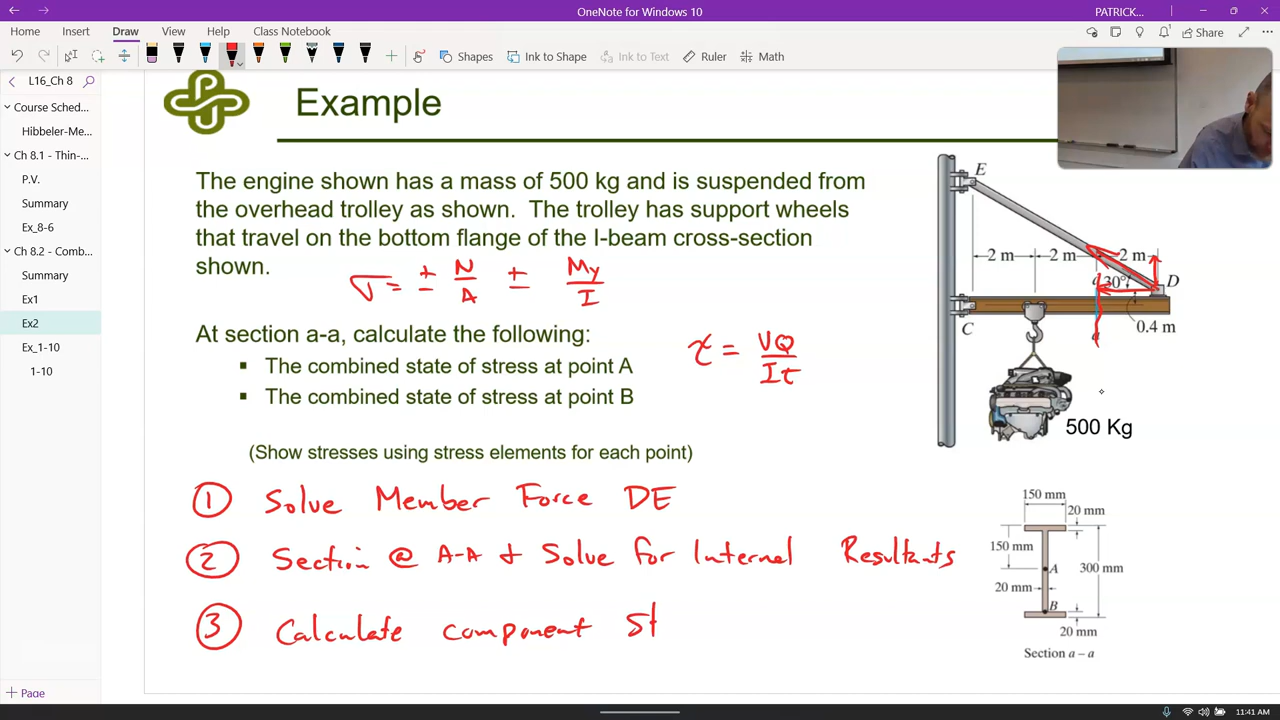 OneNote for Windows 10
PATRICK...
Home
Insert
Draw
View
Help
Class Notebook
Share
Shapes
Ink to Shape
Ink to Text
Ruler
Math
L16_Ch 8
Course Sched...
Hibbeler-Me...
Ch 8.1 - Thin-...
P.V.
Summary
Ex_8-6
Ch 8.2 - Comb...
Summary
Ex1
Ex2
Ex_1-10
1-10
Page
Example
The engine shown has a mass of 500 kg and is suspended from
the overhead trolley as shown. The trolley has support wheels
that travel on the bottom flange of the I-beam cross-section
shown.
σ = ± N/A ± My/I
At section a-a, calculate the following:
▪ The combined state of stress at point A
▪ The combined state of stress at point B
τ = VQ/It
(Show stresses using stress elements for each point)
① Solve Member Force DE
② Section @ A-A + Solve for Internal Resultants
③ Calculate component St
E
2 m
2 m
2 m
a
30°
D
C
0.4 m
a
500 Kg
150 mm
20 mm
150 mm
A
300 mm
20 mm
B
20 mm
Section a – a
11:41 AM